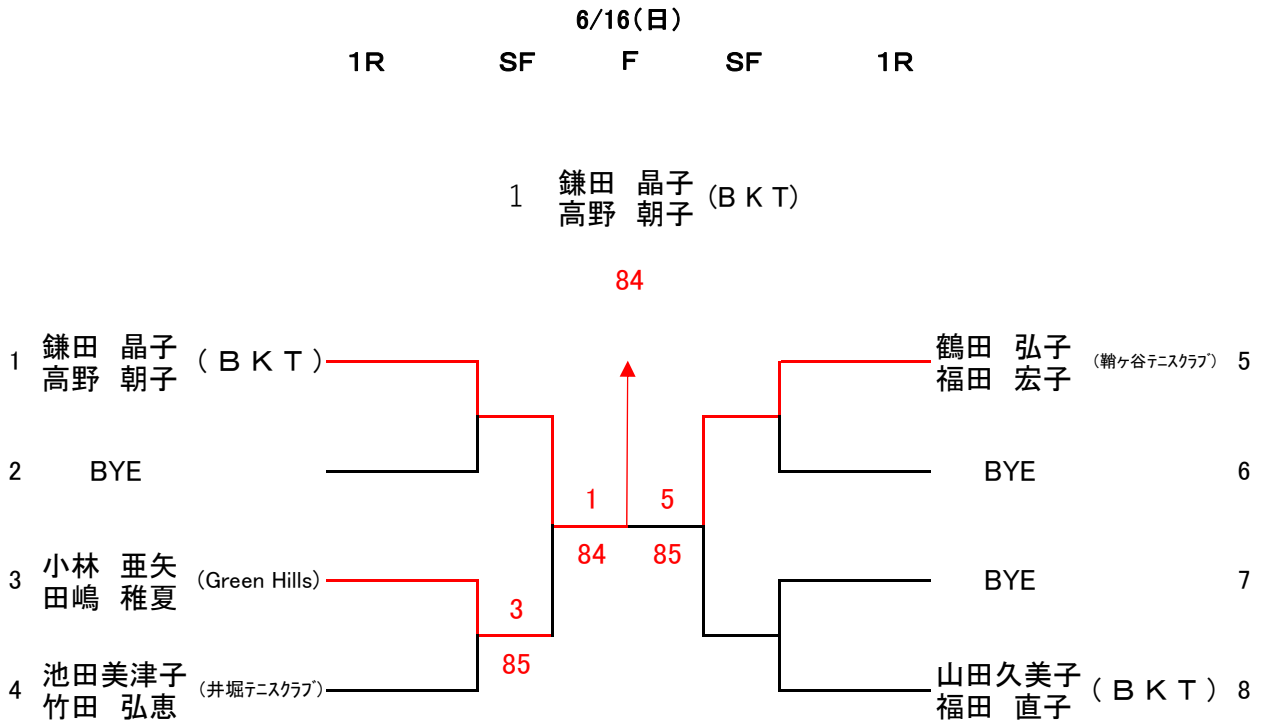 6/16(日)
1R SF F SF 1R
1 鎌田 晶子 (ＢＫＴ)
高野 朝子
84
1 鎌田 晶子 (ＢＫＴ)
高野 朝子
鶴田 弘子 (鞘ヶ谷ﾃﾆｽｸﾗﾌﾞ) 5
福田 宏子
2 BYE
BYE 6
1 5
84 85
3 小林 亜矢 (Green Hills)
田嶋 稚夏
BYE 7
3
85
4 池田美津子 (井堀ﾃﾆｽｸﾗﾌﾞ)
竹田 弘恵
山田久美子 (ＢＫＴ) 8
福田 直子